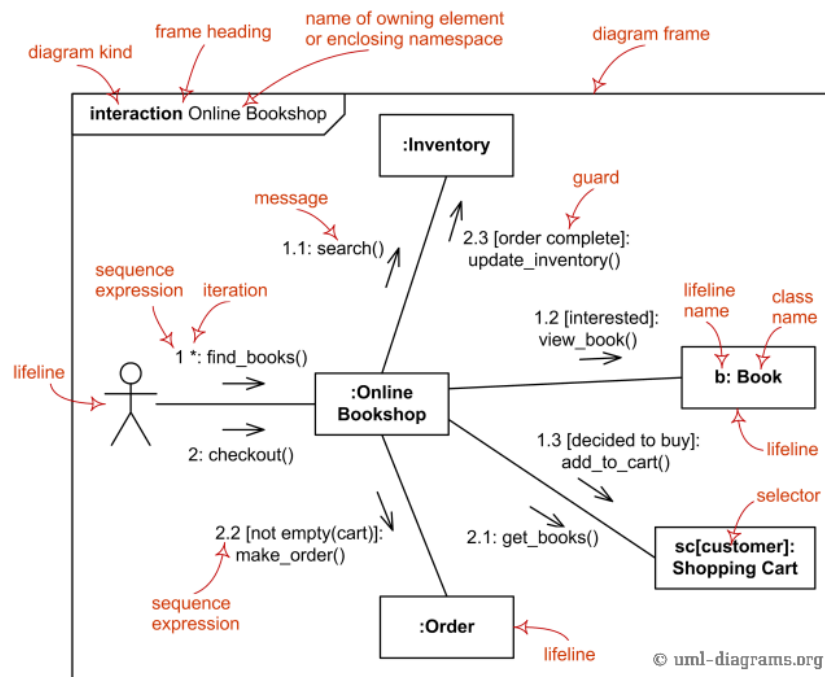 name of owning element
or enclosing namespace
frame heading
diagram kind
diagram frame
interaction Online Bookshop
:Inventory
message
guard
1.1: search()
2.3 [order complete]:
update_inventory()
sequence
expression
iteration
lifeline
name
class
name
1.2 [interested]:
view_book()
1 *: find_books()
lifeline
:Online
Bookshop
b: Book
2: checkout()
1.3 [decided to buy]:
add_to_cart()
lifeline
selector
2.2 [not empty(cart)]:
make_order()
2.1: get_books()
sc[customer]:
Shopping Cart
sequence
expression
:Order
lifeline
© uml-diagrams.org